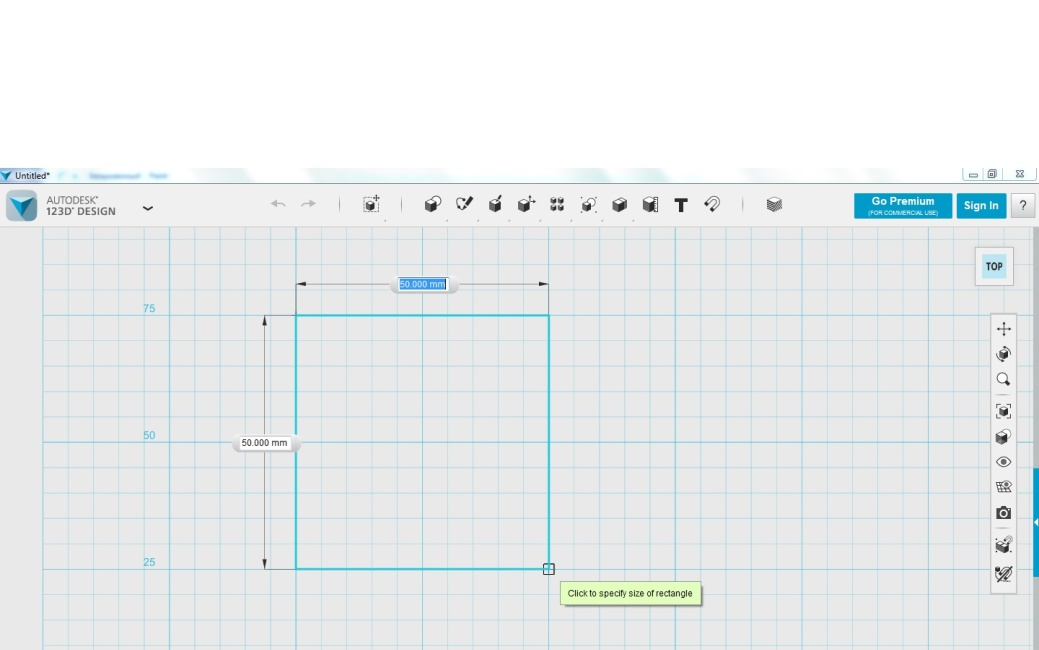 Untitled*
AUTODESK®
123D® DESIGN
Go Premium
(FOR COMMERCIAL USE)
Sign In
?
T
TOP
50.000 mm
75
50
50.000 mm
25
Click to specify size of rectangle